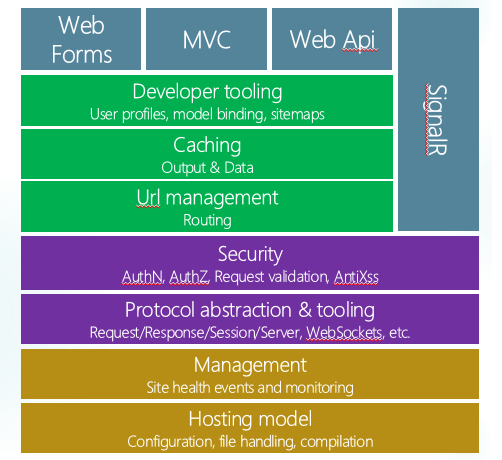 Web
Forms
MVC
Web Api
SignalR
Developer tooling
User profiles, model binding, sitemaps
Caching
Output & Data
Url management
Routing
Security
AuthN, AuthZ, Request validation, AntiXss
Protocol abstraction & tooling
Request/Response/Session/Server, WebSockets, etc.
Management
Site health events and monitoring
Hosting model
Configuration, file handling, compilation